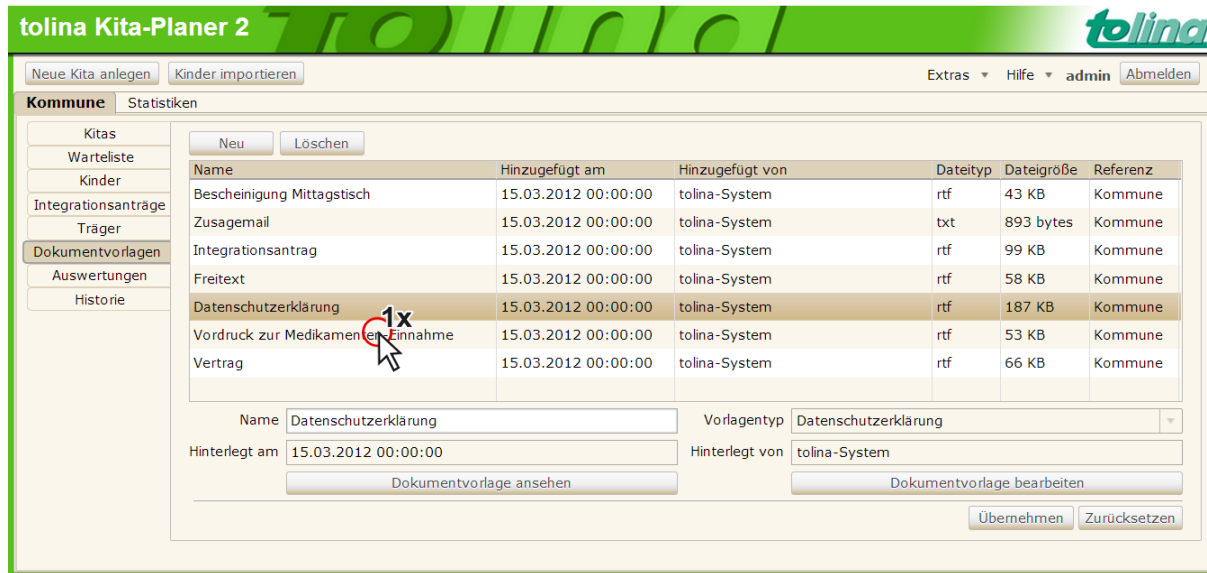 tolina Kita-Planer 2 tolina tolina
Neue Kita anlegen Kinder importieren Extras Hilfe admin Abmelden
Kommune Statistiken
Kitas
Warteliste
Kinder
Integrationsanträge
Träger
Dokumentvorlagen
Auswertungen
Historie
Neu Löschen
Name Hinzugefügt am Hinzugefügt von Dateityp Dateigröße Referenz
Bescheinigung Mittagstisch 15.03.2012 00:00:00 tolina-System rtf 43 KB Kommune
Zusagemail 15.03.2012 00:00:00 tolina-System txt 893 bytes Kommune
Integrationsantrag 15.03.2012 00:00:00 tolina-System rtf 99 KB Kommune
Freitext 15.03.2012 00:00:00 tolina-System rtf 58 KB Kommune
Datenschutzerklärung 15.03.2012 00:00:00 tolina-System rtf 187 KB Kommune
1x
Vordruck zur Medikamenten-Einnahme 15.03.2012 00:00:00 tolina-System rtf 53 KB Kommune
Vertrag 15.03.2012 00:00:00 tolina-System rtf 66 KB Kommune
Name Datenschutzerklärung Vorlagentyp Datenschutzerklärung
Hinterlegt am 15.03.2012 00:00:00 Hinterlegt von tolina-System
Dokumentvorlage ansehen Dokumentvorlage bearbeiten
Übernehmen Zurücksetzen